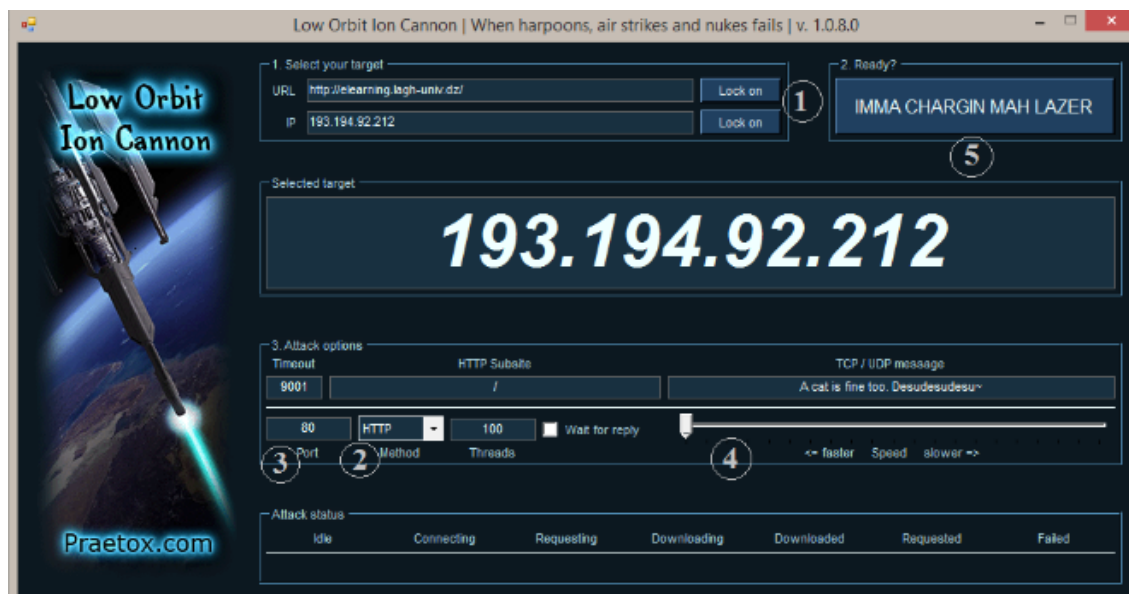 Low Orbit Ion Cannon | When harpoons, air strikes and nukes fails | v. 1.0.8.0
Low Orbit
Ion Cannon
Praetox.com
1. Select your target
URL http://elearning.lagh-univ.dz/ Lock on
IP 193.194.92.212 Lock on
1
2. Ready?
IMMA CHARGIN MAH LAZER
5
Selected target
193.194.92.212
3. Attack options
Timeout HTTP Subsite TCP / UDP message
9001 / A cat is fine too. Desudesudesu~
80 HTTP 100 Wait for reply
3 Port 2 Method Threads 4 <= faster Speed slower =>
Attack status
Idle Connecting Requesting Downloading Downloaded Requested Failed